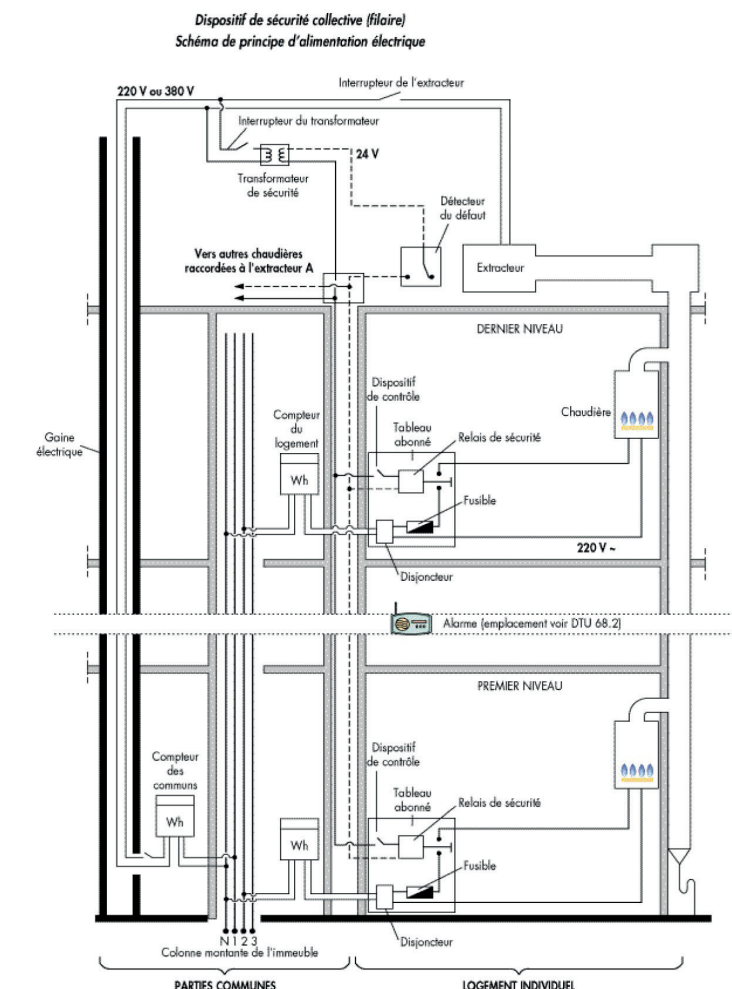 Dispositif de sécurité collective (filaire)
Schéma de principe d'alimentation électrique
Interrupteur de l'extracteur
220 V ou 380 V
Interrupteur du transformateur
24 V
Transformateur
de sécurité
Détecteur
du défaut
Vers autres chaudières
raccordées à l'extracteur A
Extracteur
DERNIER NIVEAU
Dispositif
de contrôle
Chaudière
Compteur
du
logement
Tableau
abonné
Relais de sécurité
Gaine
électrique
Wh
Fusible
220 V ~
Disjoncteur
Alarme (emplacement voir DTU 68.2)
PREMIER NIVEAU
Dispositif
de contrôle
Compteur
des
communs
Tableau
abonné
Relais de sécurité
Wh
Wh
Fusible
N 1 2 3
Colonne montante de l'immeuble
Disjoncteur
PARTIES COMMUNES
LOGEMENT INDIVIDUEL